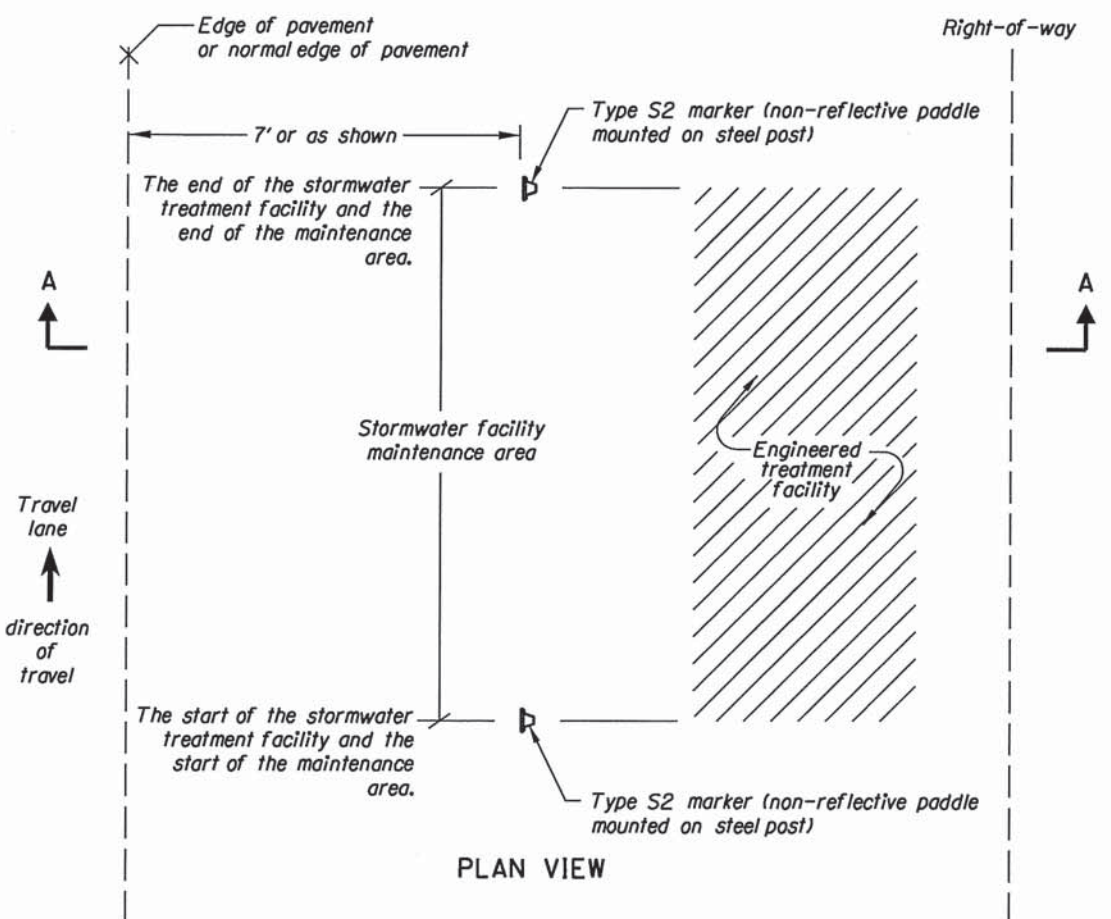 Edge of pavement
or normal edge of pavement
Right-of-way
Type S2 marker (non-reflective paddle
mounted on steel post)
7' or as shown
The end of the stormwater
treatment facility and the
end of the maintenance
area.
A
A
Stormwater facility
maintenance area
Engineered
treatment
facility
Travel
lane
direction
of
travel
The start of the stormwater
treatment facility and the
start of the maintenance
area.
Type S2 marker (non-reflective paddle
mounted on steel post)
PLAN VIEW